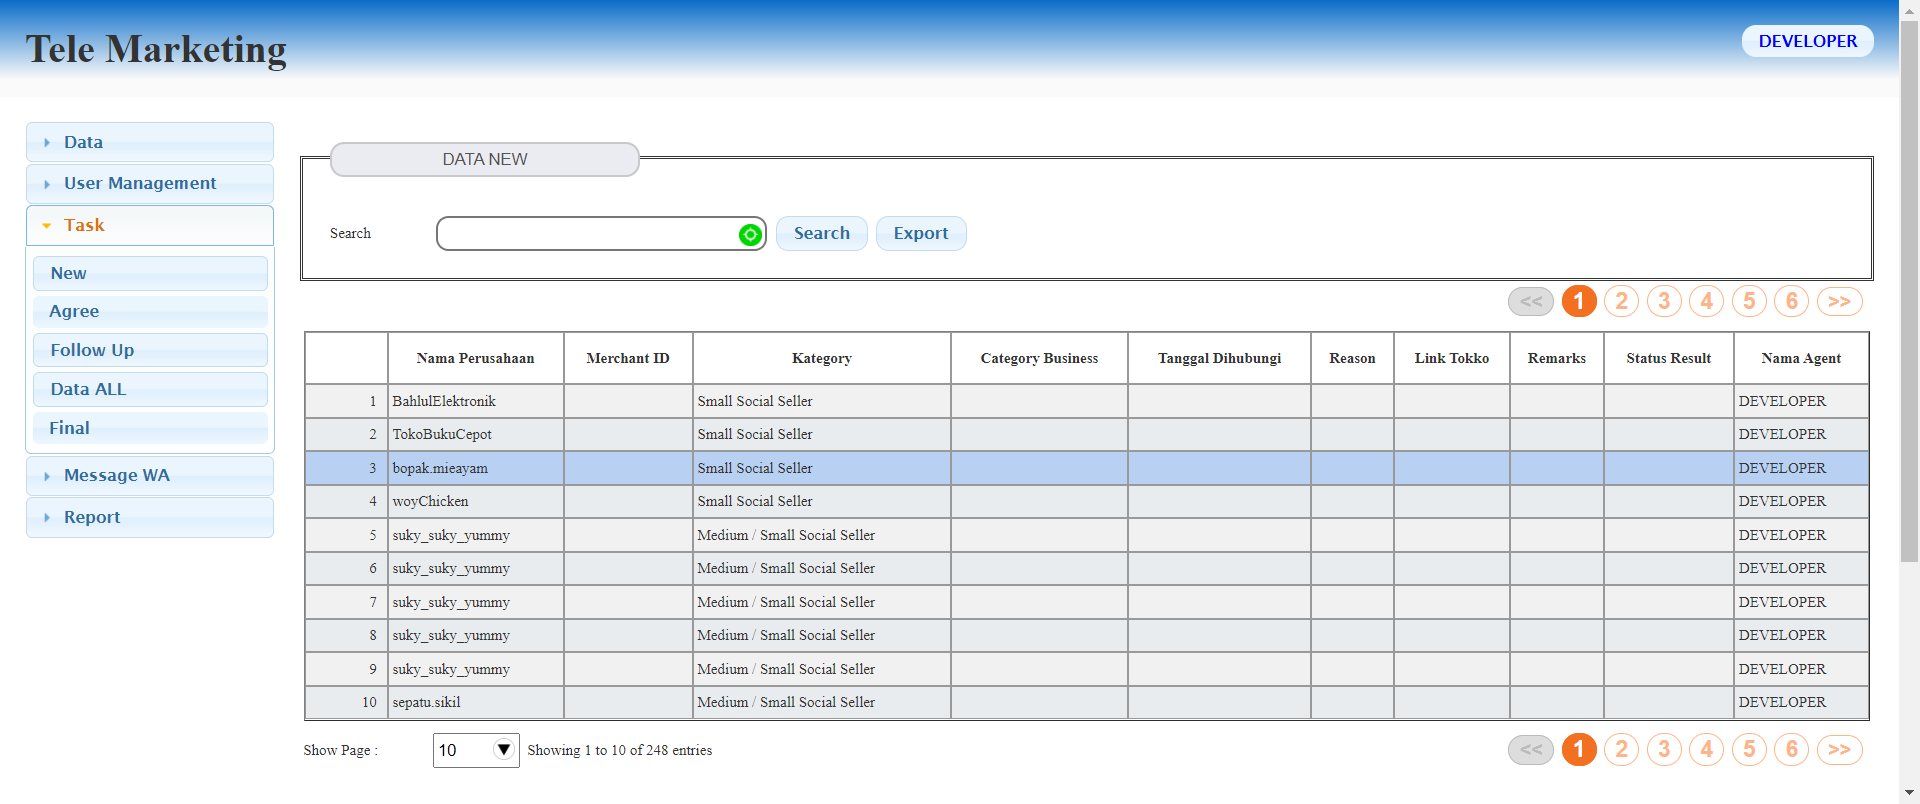 Tele Marketing
DEVELOPER
Data
User Management
Task
New
Agree
Follow Up
Data ALL
Final
Message WA
Report
DATA NEW
Search Search Export
<< 1 2 3 4 5 6 >>
Nama Perusahaan Merchant ID Kategory Category Business Tanggal Dihubungi Reason Link Tokko Remarks Status Result Nama Agent
1 BahlulElektronik Small Social Seller DEVELOPER
2 TokoBukuCepot Small Social Seller DEVELOPER
3 bopak.mieayam Small Social Seller DEVELOPER
4 woyChicken Small Social Seller DEVELOPER
5 suky_suky_yummy Medium / Small Social Seller DEVELOPER
6 suky_suky_yummy Medium / Small Social Seller DEVELOPER
7 suky_suky_yummy Medium / Small Social Seller DEVELOPER
8 suky_suky_yummy Medium / Small Social Seller DEVELOPER
9 suky_suky_yummy Medium / Small Social Seller DEVELOPER
10 sepatu.sikil Medium / Small Social Seller DEVELOPER
Show Page : 10 Showing 1 to 10 of 248 entries << 1 2 3 4 5 6 >>